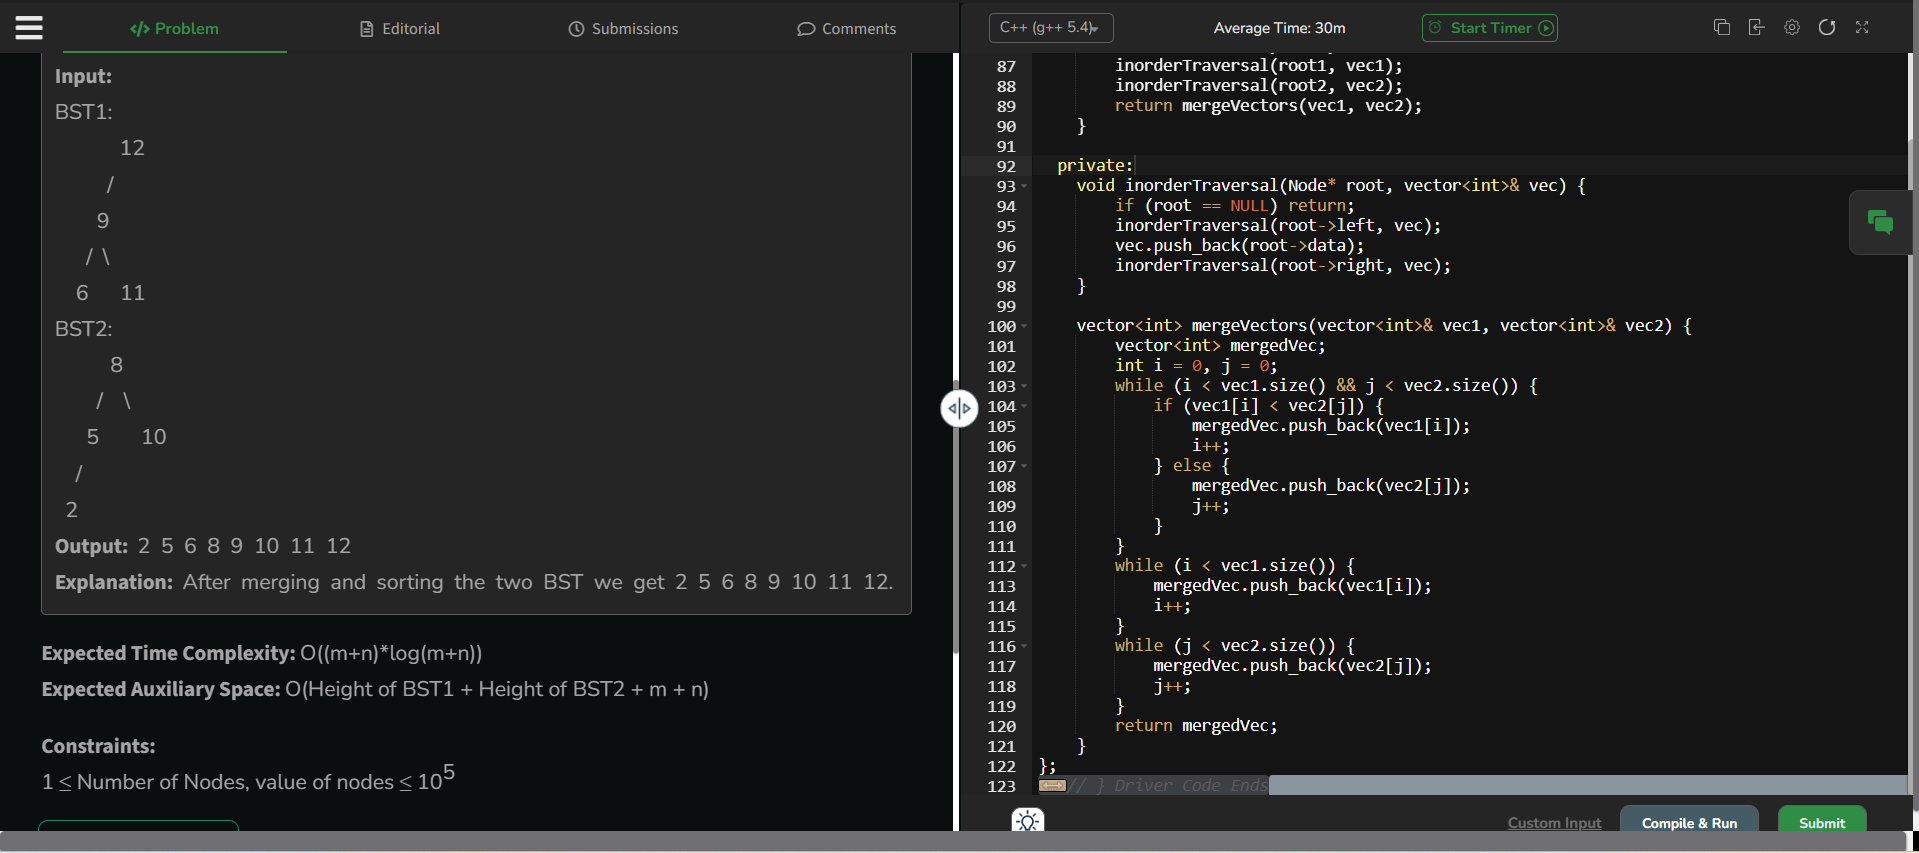 </> Problem
Editorial
Submissions
Comments
Input:
BST1:
12
/
9
/ \
6 11
BST2:
8
/ \
5 10
/
2
Output: 2 5 6 8 9 10 11 12
Explanation: After merging and sorting the two BST we get 2 5 6 8 9 10 11 12.
Expected Time Complexity: O((m+n)*log(m+n))
Expected Auxiliary Space: O(Height of BST1 + Height of BST2 + m + n)
Constraints:
1 ≤ Number of Nodes, value of nodes ≤ 10^5
C++ (g++ 5.4)
Average Time: 30m
Start Timer
87 inorderTraversal(root1, vec1);
88 inorderTraversal(root2, vec2);
89 return mergeVectors(vec1, vec2);
90 }
91
92 private:
93 void inorderTraversal(Node* root, vector<int>& vec) {
94 if (root == NULL) return;
95 inorderTraversal(root->left, vec);
96 vec.push_back(root->data);
97 inorderTraversal(root->right, vec);
98 }
99
100 vector<int> mergeVectors(vector<int>& vec1, vector<int>& vec2) {
101 vector<int> mergedVec;
102 int i = 0, j = 0;
103 while (i < vec1.size() && j < vec2.size()) {
104 if (vec1[i] < vec2[j]) {
105 mergedVec.push_back(vec1[i]);
106 i++;
107 } else {
108 mergedVec.push_back(vec2[j]);
109 j++;
110 }
111 }
112 while (i < vec1.size()) {
113 mergedVec.push_back(vec1[i]);
114 i++;
115 }
116 while (j < vec2.size()) {
117 mergedVec.push_back(vec2[j]);
118 j++;
119 }
120 return mergedVec;
121 }
122 };
123 // } Driver Code Ends
Custom Input
Compile & Run
Submit